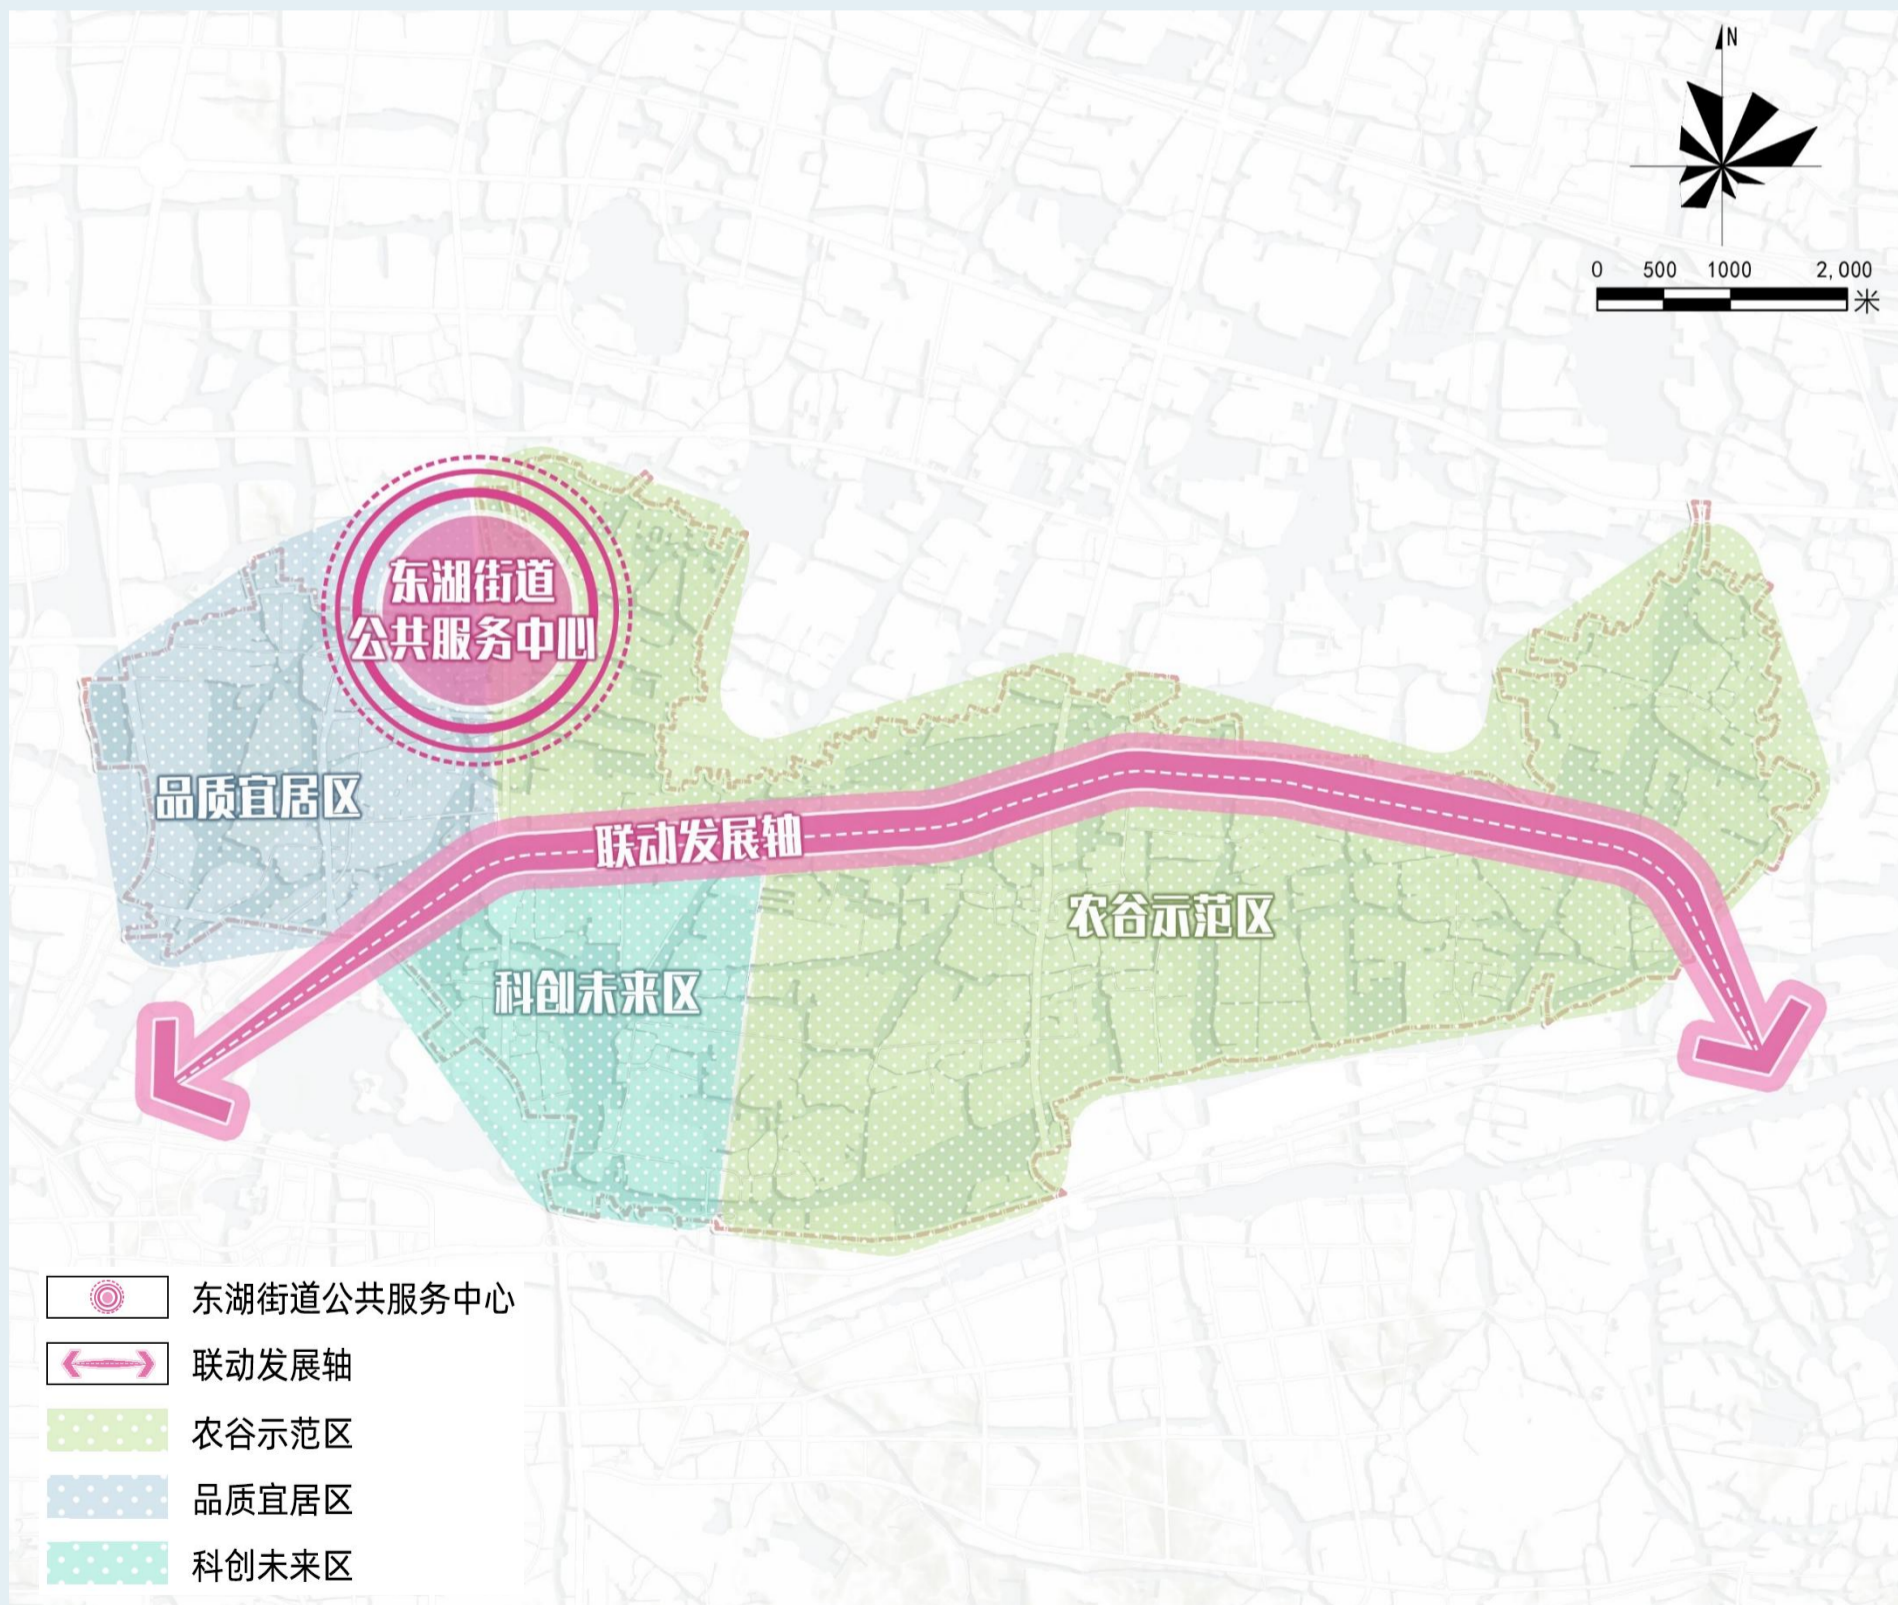 N
0 500 1000 2,000
米
东湖街道
公共服务中心
品质宜居区
联动发展轴
农谷示范区
科创未来区
东湖街道公共服务中心
联动发展轴
农谷示范区
品质宜居区
科创未来区